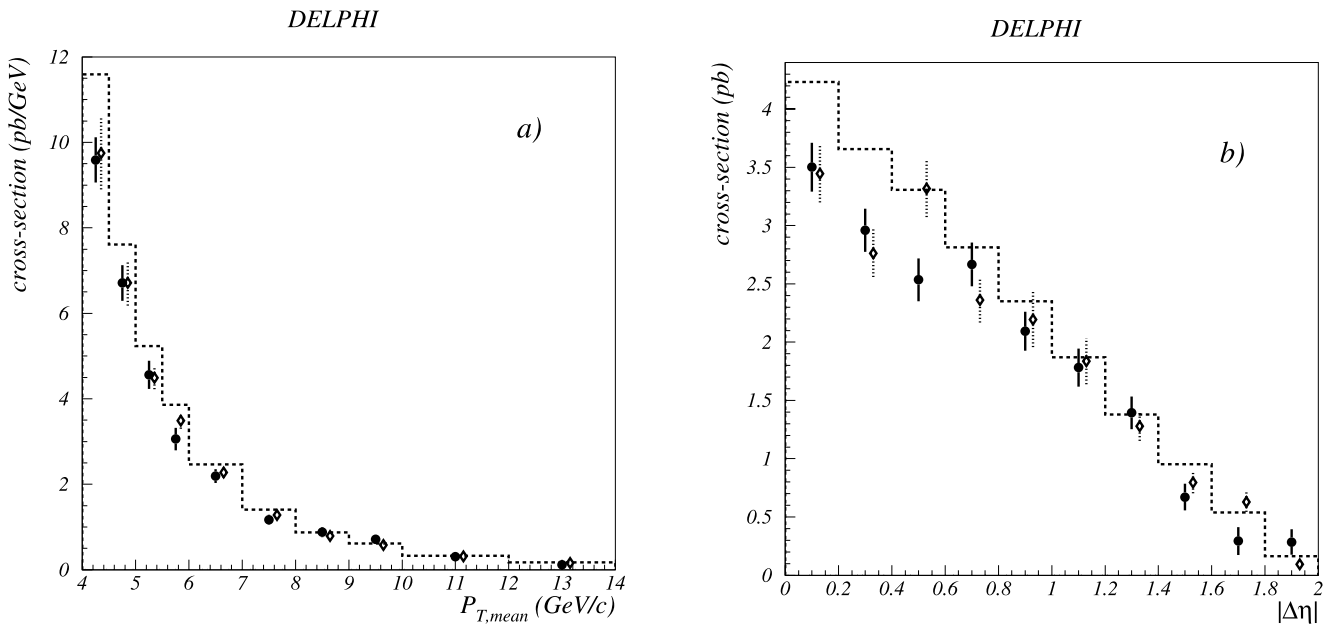 DELPHI
cross-section (pb/GeV)
12
10
8
6
4
2
0
a)
4 5 6 7 8 9 10 11 12 13 14
P_T,mean (GeV/c)
DELPHI
cross-section (pb)
4
3.5
3
2.5
2
1.5
1
0.5
0
b)
0 0.2 0.4 0.6 0.8 1 1.2 1.4 1.6 1.8 2
|Δη|